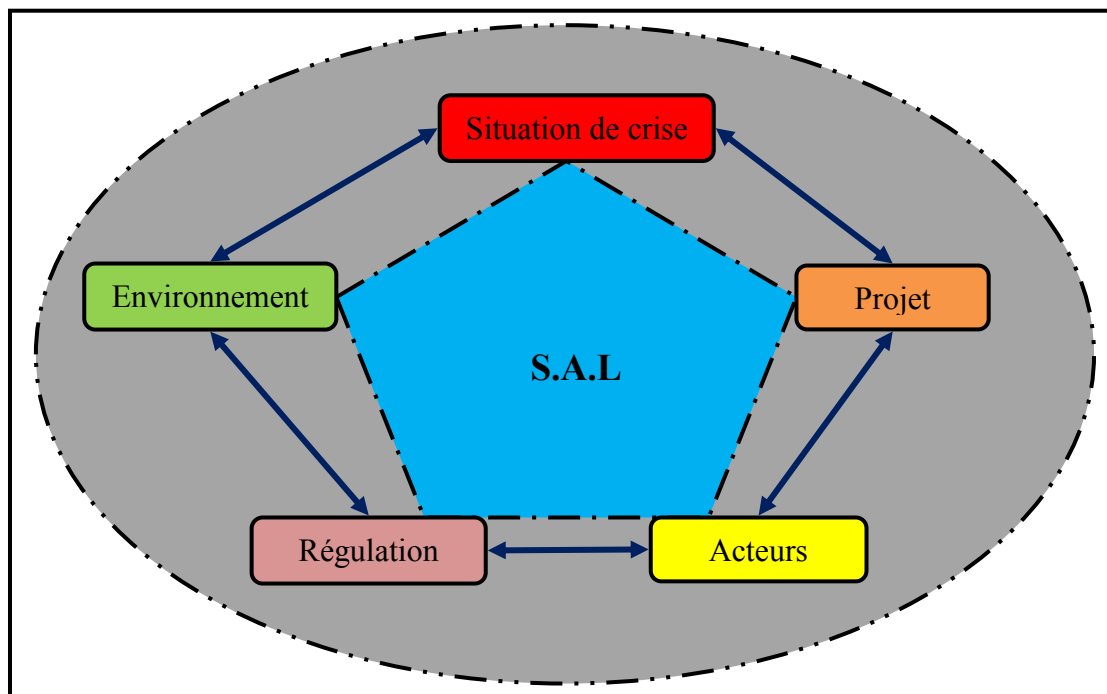 Situation de crise
Environnement
Projet
S.A.L
Régulation
Acteurs